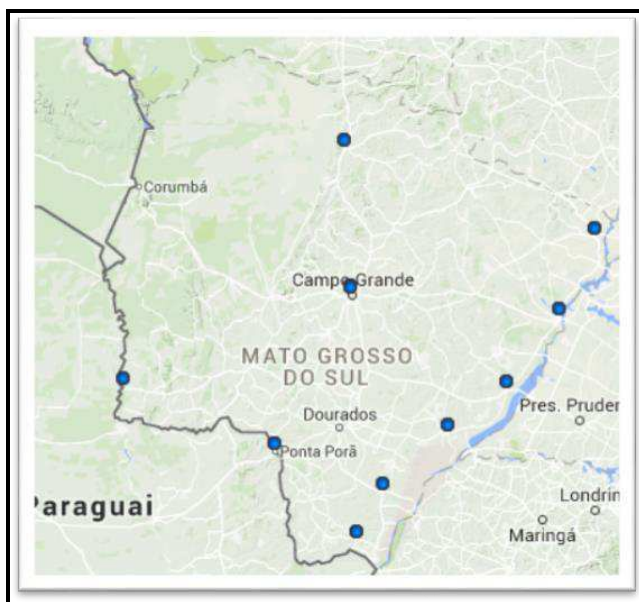 Corumbá
Campo Grande
MATO GROSSO
DO SUL
Dourados
Pres. Pruden
Ponta Porã
Paraguai
Londrin
Maringá